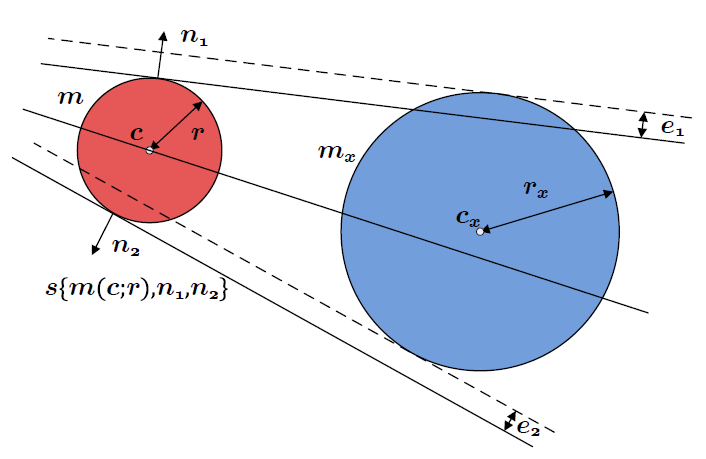 n₁
m
e₁
c
r
mₓ
rₓ
cₓ
n₂
s{m(c;r),n₁,n₂}
e₂